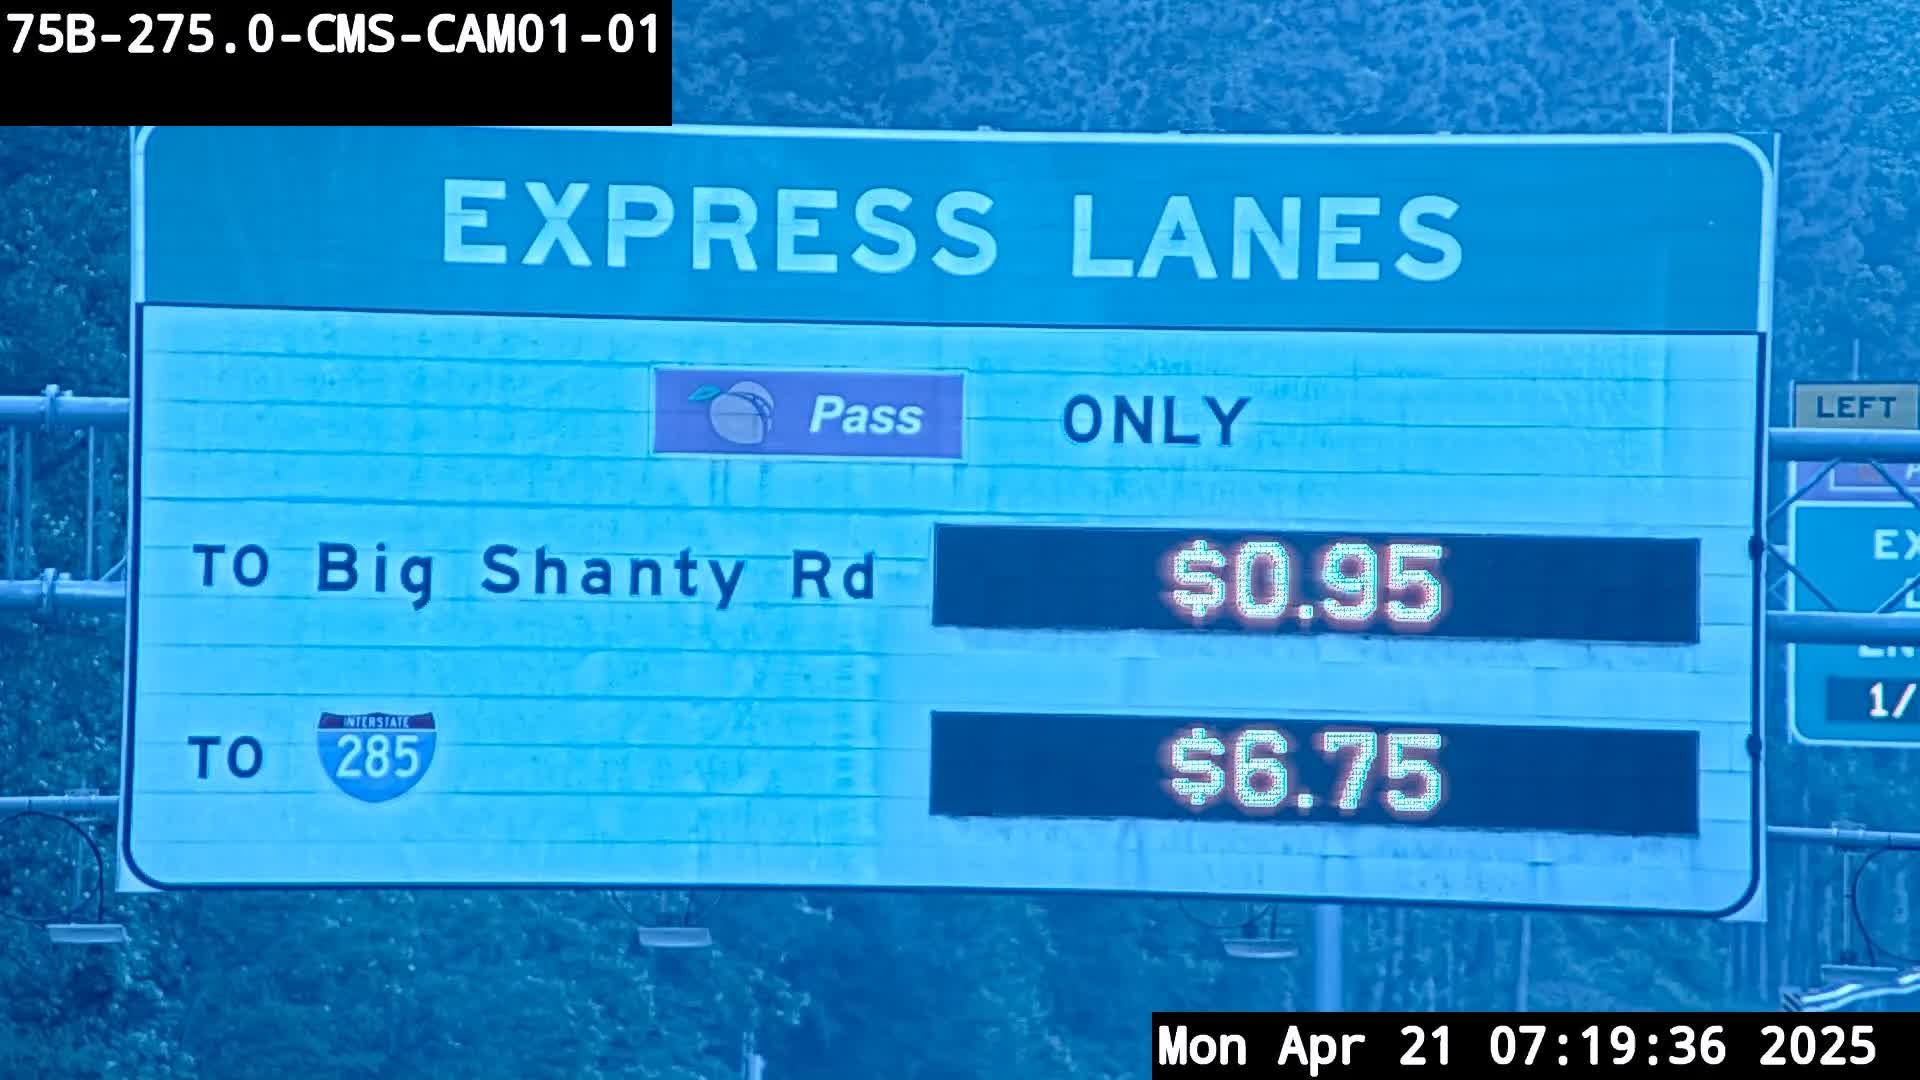 75B-275.0-CMS-CAM01-01
EXPRESS LANES
Pass ONLY
TO Big Shanty Rd $0.95
TO INTERSTATE 285 $6.75
LEFT
1/
Mon Apr 21 07:19:36 2025